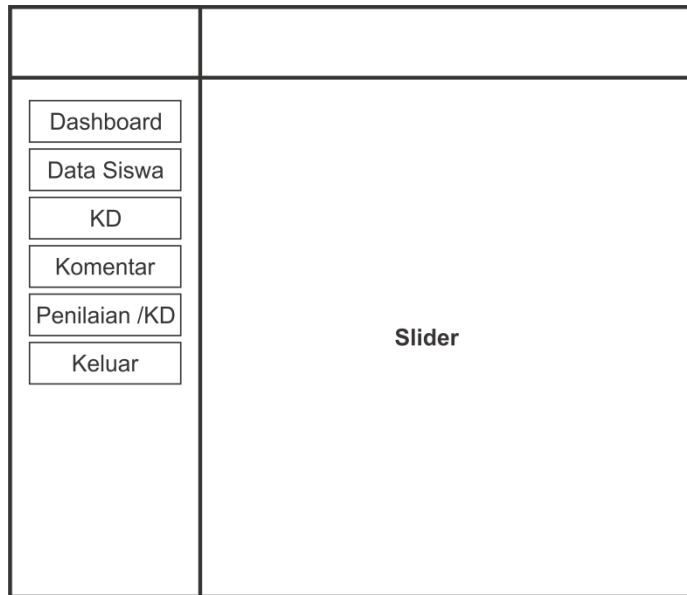 Dashboard
Data Siswa
KD
Komentar
Penilaian /KD
Keluar
Slider